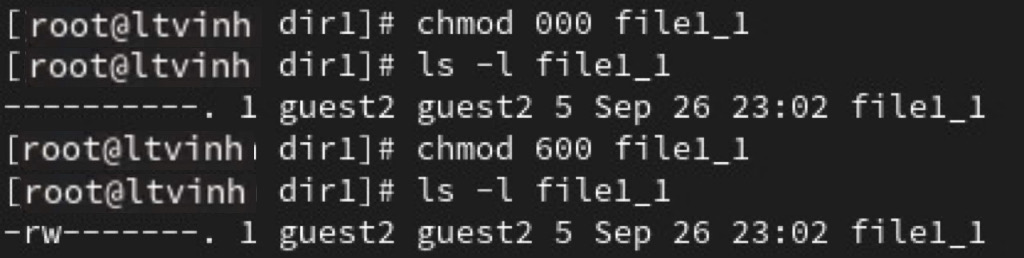 [root@ltvinh dir1]# chmod 000 file1_1
[root@ltvinh dir1]# ls -l file1_1
----------. 1 guest2 guest2 5 Sep 26 23:02 file1_1
[root@ltvinh dir1]# chmod 600 file1_1
[root@ltvinh dir1]# ls -l file1_1
-rw-------. 1 guest2 guest2 5 Sep 26 23:02 file1_1